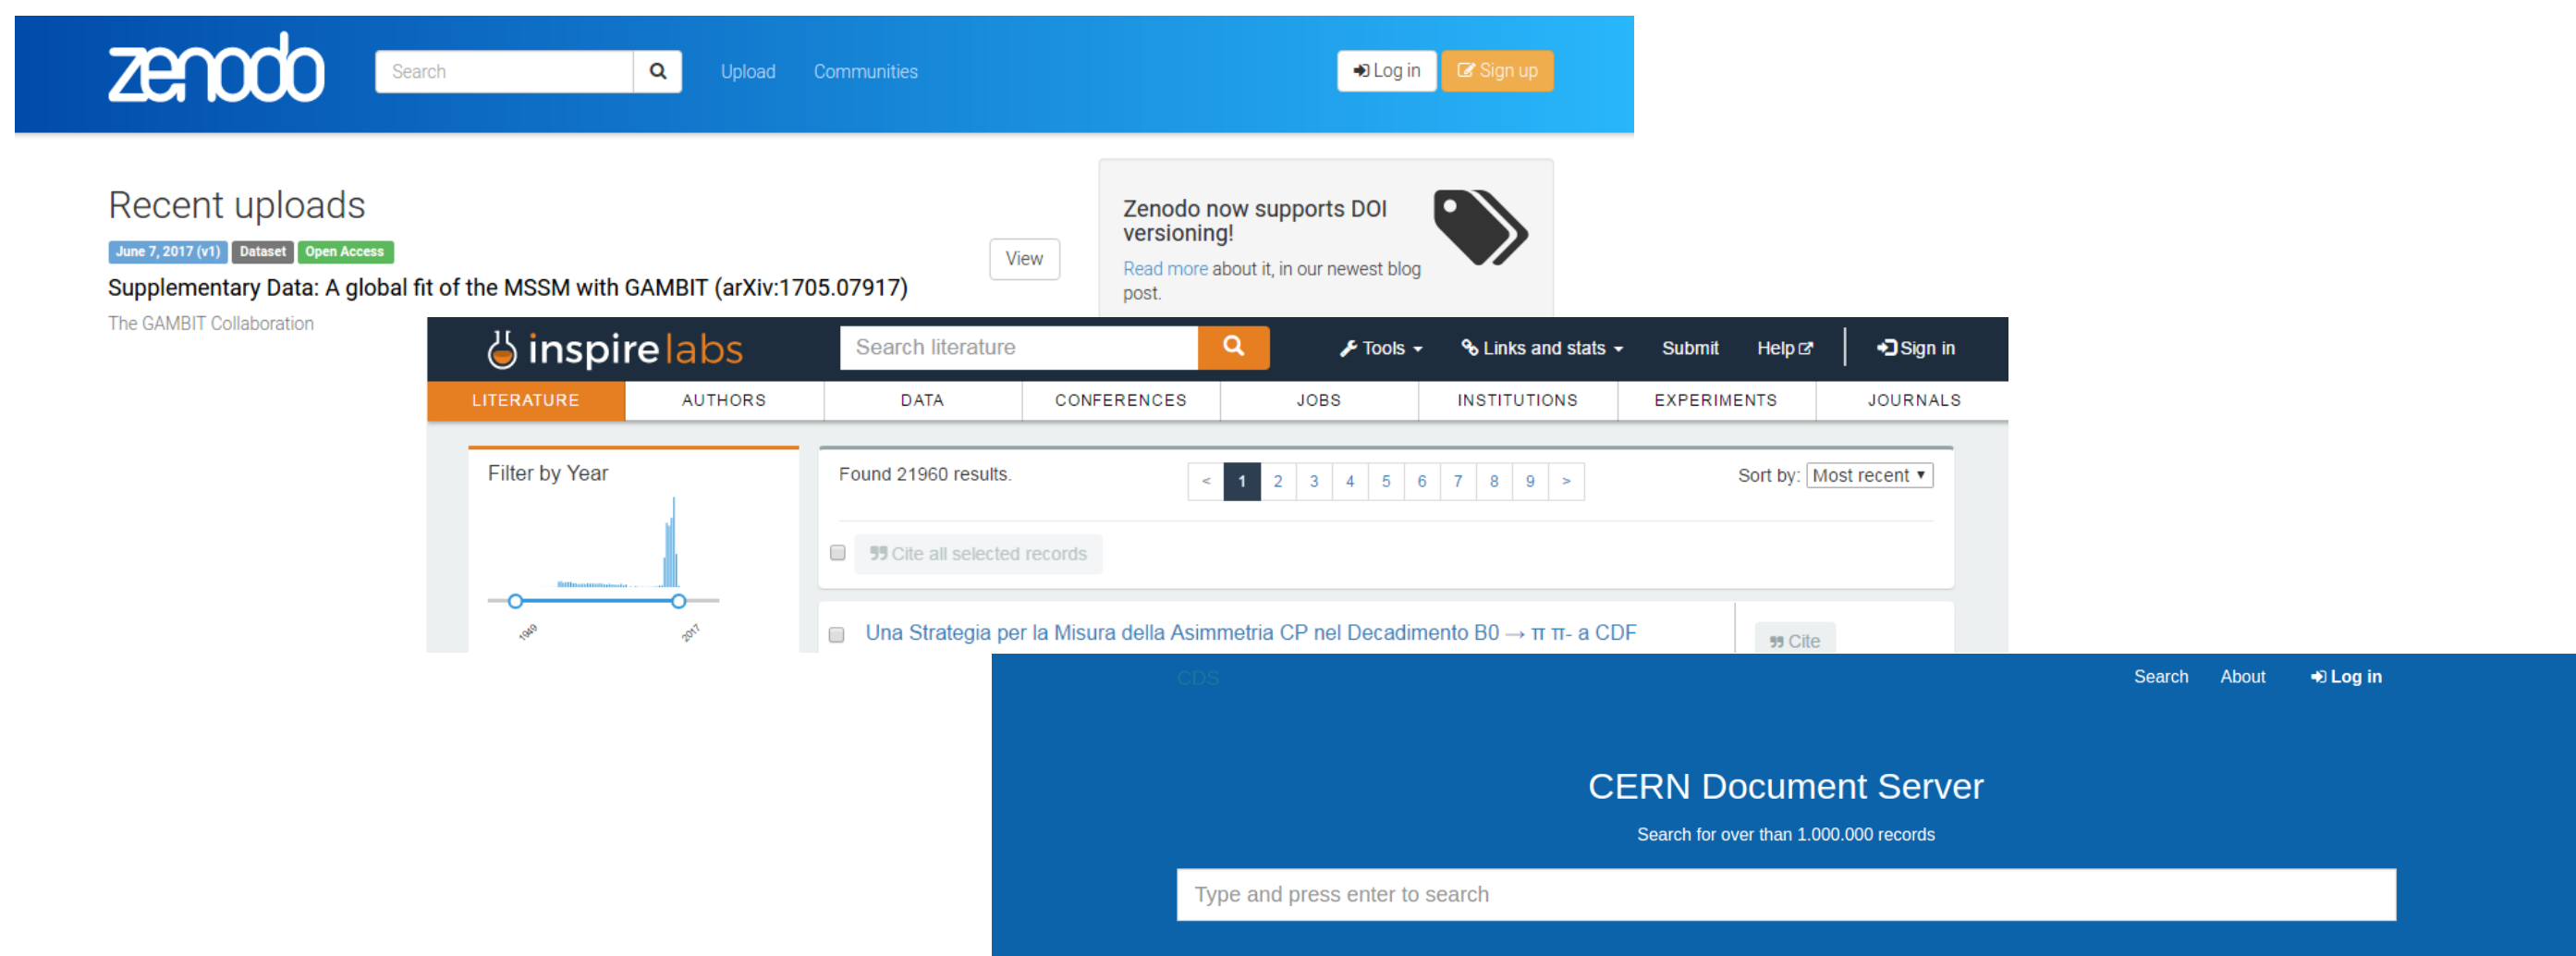 zenodo Search Upload Communities Log in Sign up
Recent uploads
June 7, 2017 (v1) Dataset Open Access
Supplementary Data: A global fit of the MSSM with GAMBIT (arXiv:1705.07917)
The GAMBIT Collaboration
View
Zenodo now supports DOI
versioning!
Read more about it, in our newest blog
post.
inspire labs Search literature Tools Links and stats Submit Help Sign in
LITERATURE AUTHORS DATA CONFERENCES JOBS INSTITUTIONS EXPERIMENTS JOURNALS
Filter by Year
1949 2017
Found 21960 results. < 1 2 3 4 5 6 7 8 9 > Sort by: Most recent
Cite all selected records
Una Strategia per la Misura della Asimmetria CP nel Decadimento B0 → π π- a CDF
Cite
CDS Search About Log in
CERN Document Server
Search for over than 1.000.000 records
Type and press enter to search